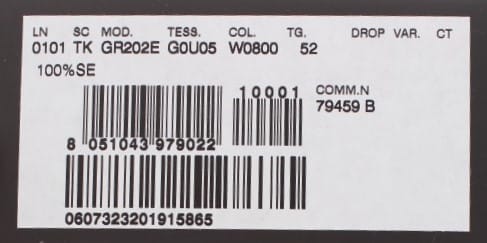 LN SC MOD. TESS. COL. TG. DROP VAR. CT
0101 TK GR202E G0U05 W0800 52
100%SE
10001 COMM.N
79459 B
8 051043 979022
0607323201915865